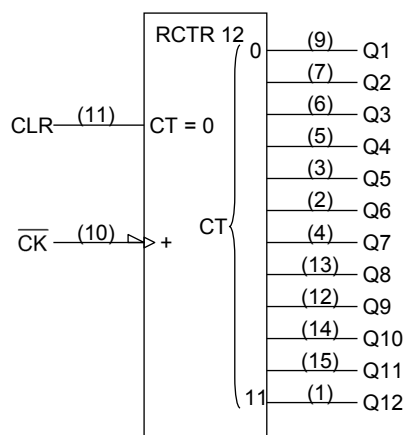 RCTR 12
0 (9) Q1
(7) Q2
(6) Q3
CLR (11) CT = 0
(5) Q4
(3) Q5
(2) Q6
C̅K̅ (10) + CT (4) Q7
(13) Q8
(12) Q9
(14) Q10
(15) Q11
11 (1) Q12